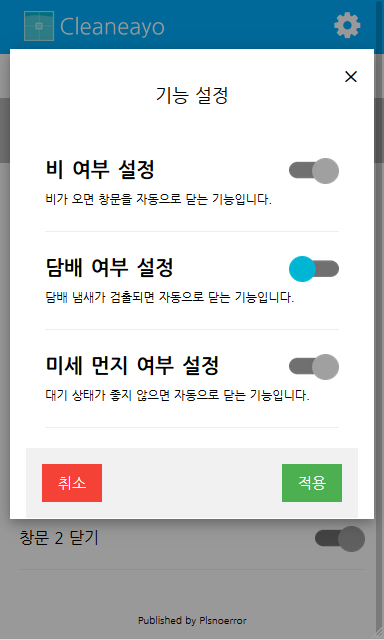 Cleaneayo
기능 설정
비 여부 설정
비가 오면 창문을 자동으로 닫는 기능입니다.
담배 여부 설정
담배 냄새가 검출되면 자동으로 닫는 기능입니다.
미세 먼지 여부 설정
대기 상태가 좋지 않으면 자동으로 닫는 기능입니다.
취소
적용
창문 2 닫기
Published by Plsnoerror